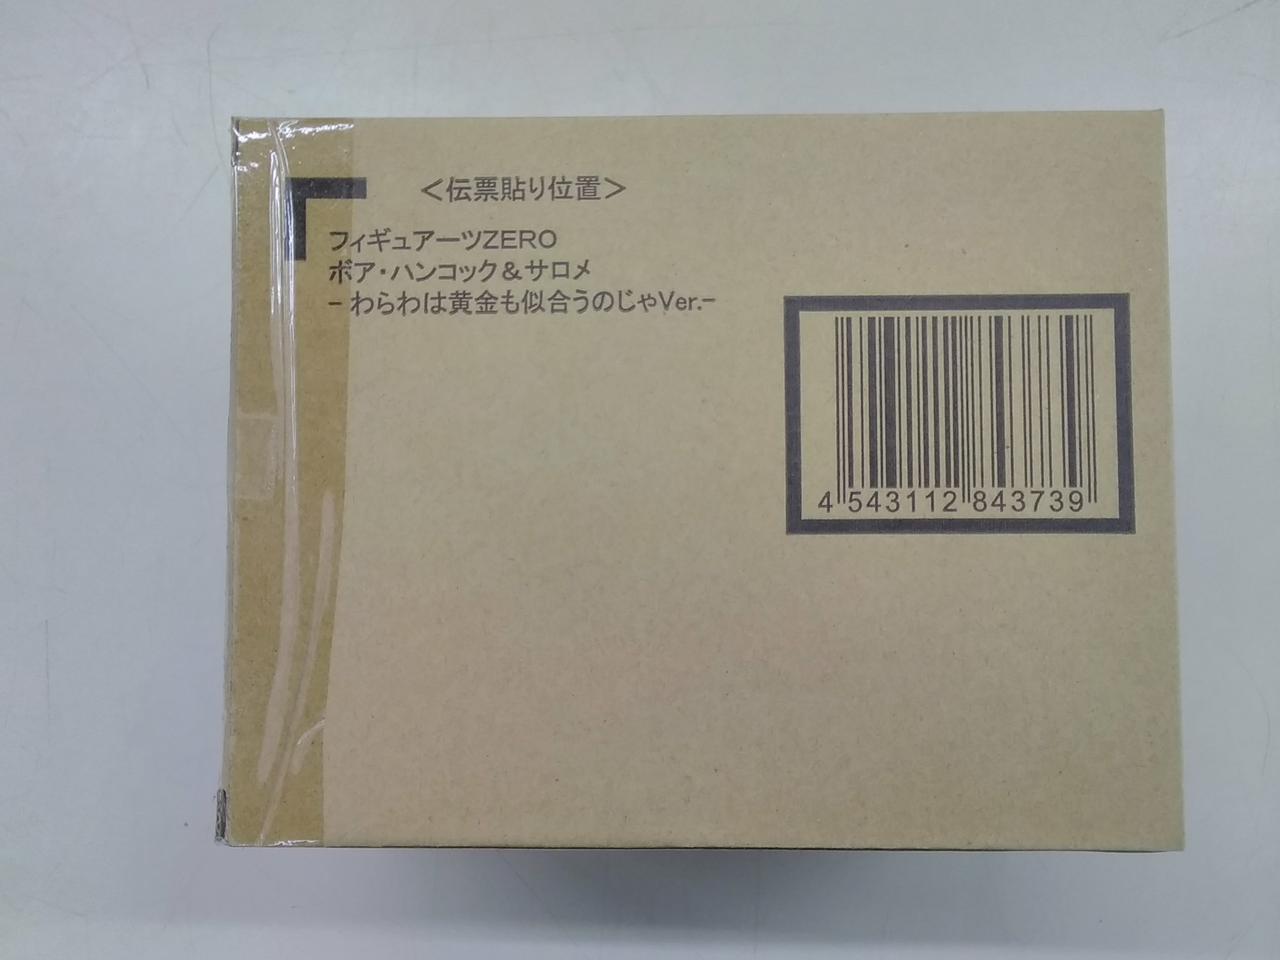 ＜伝票貼り位置＞
フィギュアーツZERO
ボア・ハンコック＆サロメ
－わらわは黄金も似合うのじゃVer.－
4 543112 843739